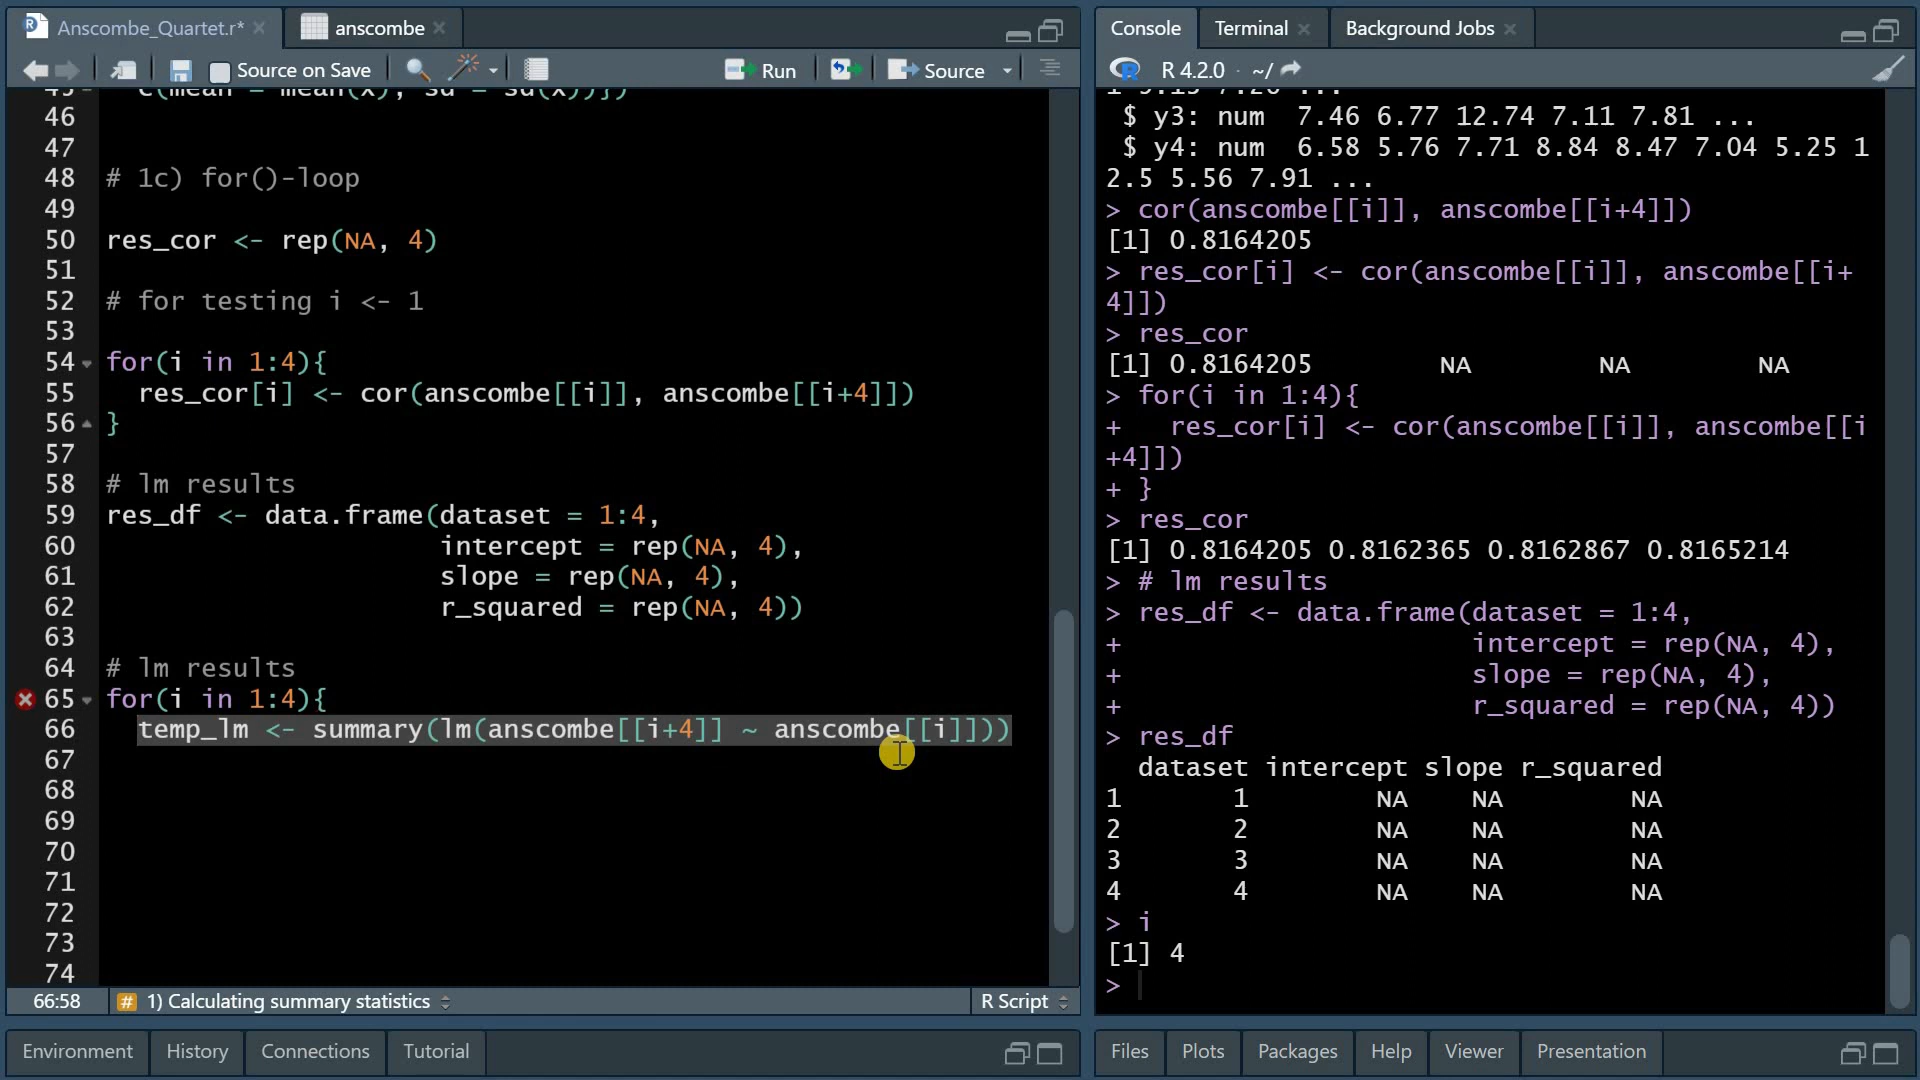 Anscombe_Quartet.r*
anscombe
Source on Save
Run
Source
45 c(mean = mean(x), sd = sd(x))})
46
47
48 # 1c) for()-loop
49
50 res_cor <- rep(NA, 4)
51
52 # for testing i <- 1
53
54 for(i in 1:4){
55 res_cor[i] <- cor(anscombe[[i]], anscombe[[i+4]])
56 }
57
58 # lm results
59 res_df <- data.frame(dataset = 1:4,
60 intercept = rep(NA, 4),
61 slope = rep(NA, 4),
62 r_squared = rep(NA, 4))
63
64 # lm results
65 for(i in 1:4){
66 temp_lm <- summary(lm(anscombe[[i+4]] ~ anscombe[[i]]))
67
68
69
70
71
72
73
74
66:58 # 1) Calculating summary statistics R Script
Environment History Connections Tutorial
Console Terminal Background Jobs
R 4.2.0 · ~/
1 9.13 7.26 ...
$ y3: num 7.46 6.77 12.74 7.11 7.81 ...
$ y4: num 6.58 5.76 7.71 8.84 8.47 7.04 5.25 1
2.5 5.56 7.91 ...
> cor(anscombe[[i]], anscombe[[i+4]])
[1] 0.8164205
> res_cor[i] <- cor(anscombe[[i]], anscombe[[i+
4]])
> res_cor
[1] 0.8164205 NA NA NA
> for(i in 1:4){
+ res_cor[i] <- cor(anscombe[[i]], anscombe[[i
+4]])
+ }
> res_cor
[1] 0.8164205 0.8162365 0.8162867 0.8165214
> # lm results
> res_df <- data.frame(dataset = 1:4,
+ intercept = rep(NA, 4),
+ slope = rep(NA, 4),
+ r_squared = rep(NA, 4))
> res_df
dataset intercept slope r_squared
1 1 NA NA NA
2 2 NA NA NA
3 3 NA NA NA
4 4 NA NA NA
> i
[1] 4
>
Files Plots Packages Help Viewer Presentation